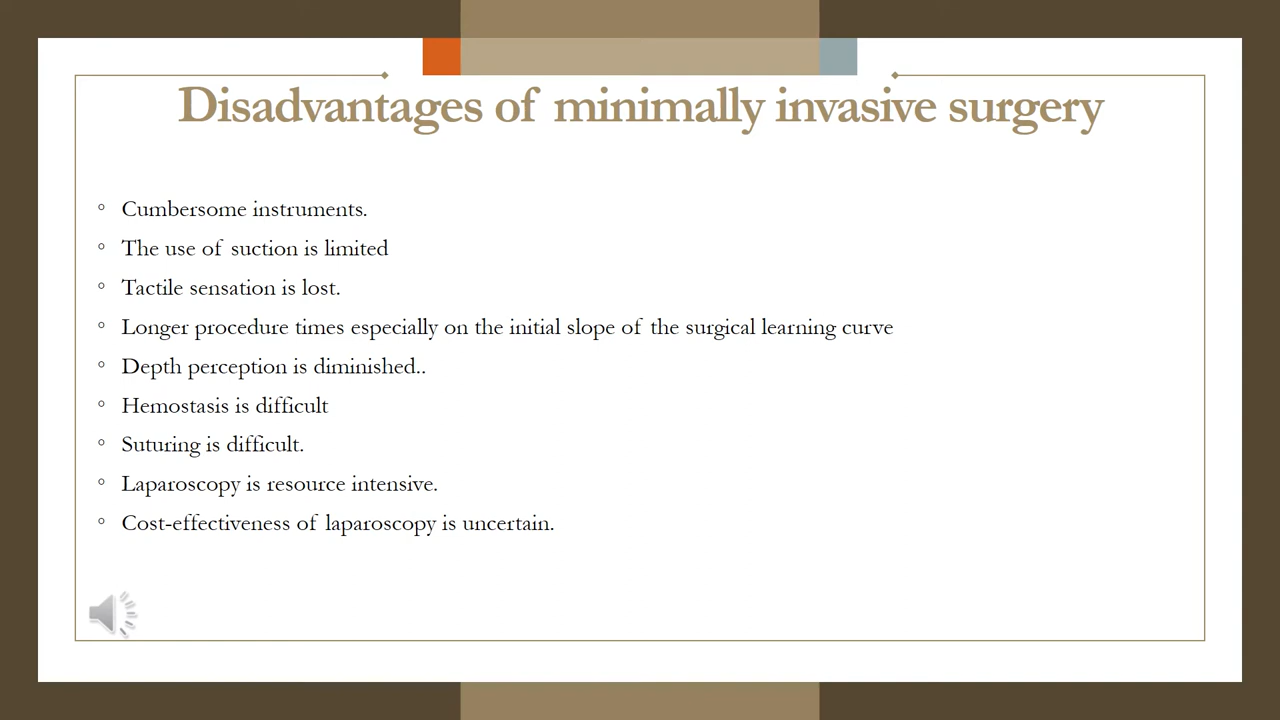 Disadvantages of minimally invasive surgery
◦ Cumbersome instruments.
◦ The use of suction is limited
◦ Tactile sensation is lost.
◦ Longer procedure times especially on the initial slope of the surgical learning curve
◦ Depth perception is diminished..
◦ Hemostasis is difficult
◦ Suturing is difficult.
◦ Laparoscopy is resource intensive.
◦ Cost-effectiveness of laparoscopy is uncertain.